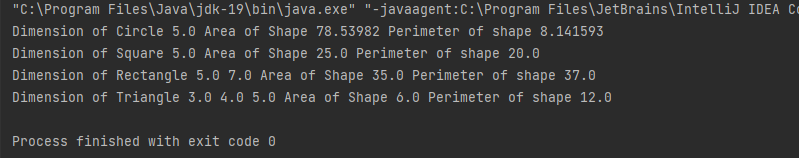 "C:\Program Files\Java\jdk-19\bin\java.exe" "-javaagent:C:\Program Files\JetBrains\IntelliJ IDEA Co
Dimension of Circle 5.0 Area of Shape 78.53982 Perimeter of shape 8.141593
Dimension of Square 5.0 Area of Shape 25.0 Perimeter of shape 20.0
Dimension of Rectangle 5.0 7.0 Area of Shape 35.0 Perimeter of shape 37.0
Dimension of Triangle 3.0 4.0 5.0 Area of Shape 6.0 Perimeter of shape 12.0
Process finished with exit code 0